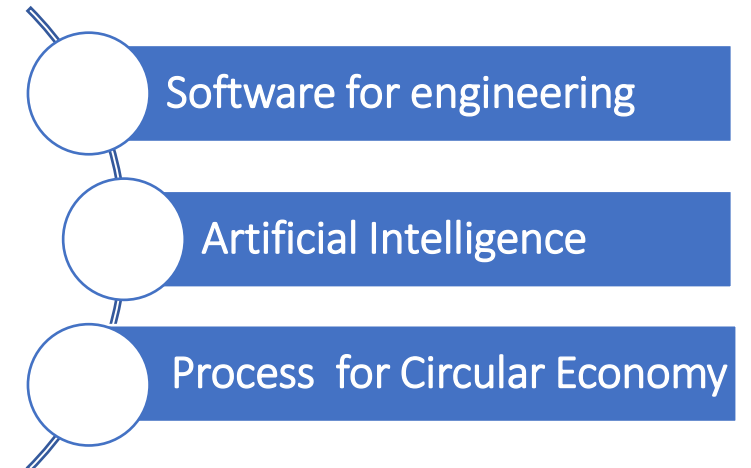 Software for engineering
Artificial Intelligence
Process  for Circular Economy